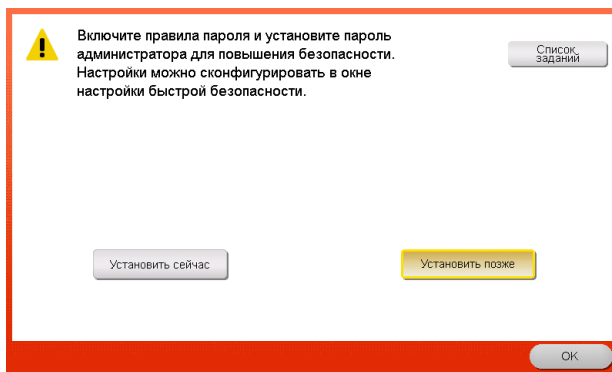 Включите правила пароля и установите пароль
администратора для повышения безопасности.
Настройки можно сконфигурировать в окне
настройки быстрой безопасности.
Список
заданий
Установить сейчас
Установить позже
OK